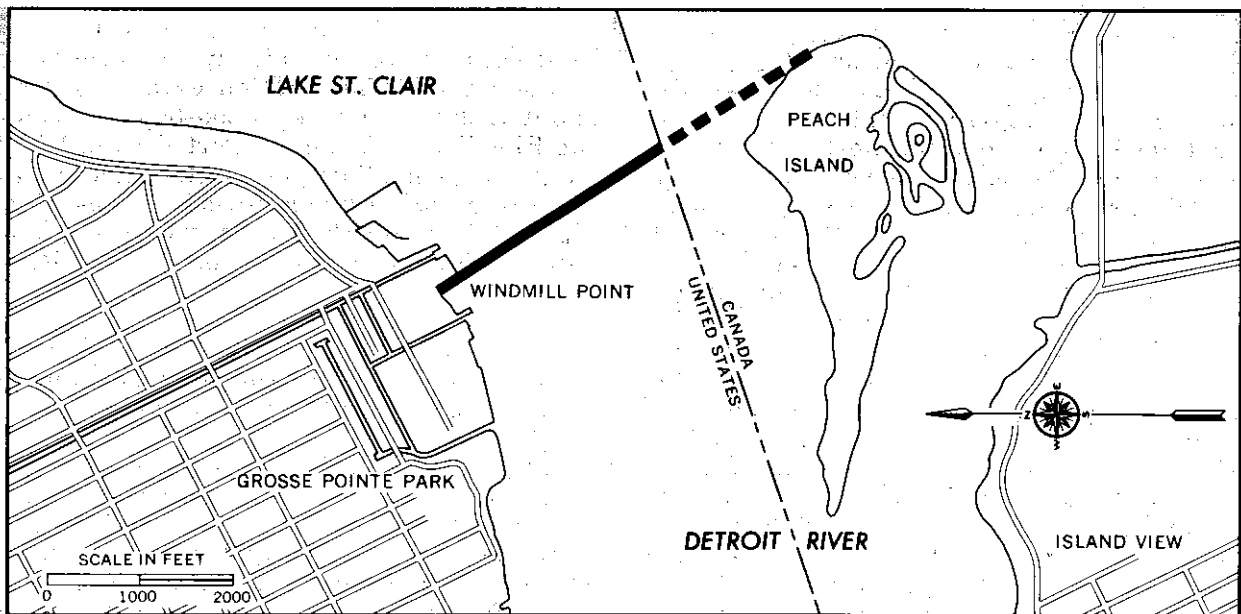 LAKE ST. CLAIR
PEACH
ISLAND
WINDMILL POINT
CANADA
UNITED STATES
E
N
S
W
GROSSE POINTE PARK
DETROIT RIVER
ISLAND VIEW
SCALE IN FEET
0 1000 2000